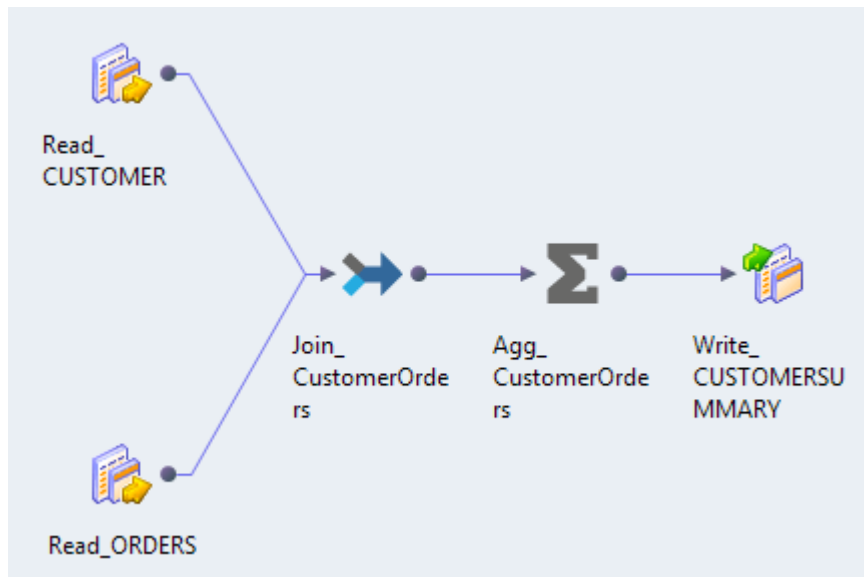 Read_
CUSTOMER
Join_
CustomerOrde
rs
Agg_
CustomerOrde
rs
Write_
CUSTOMERSU
MMARY
Read_ORDERS